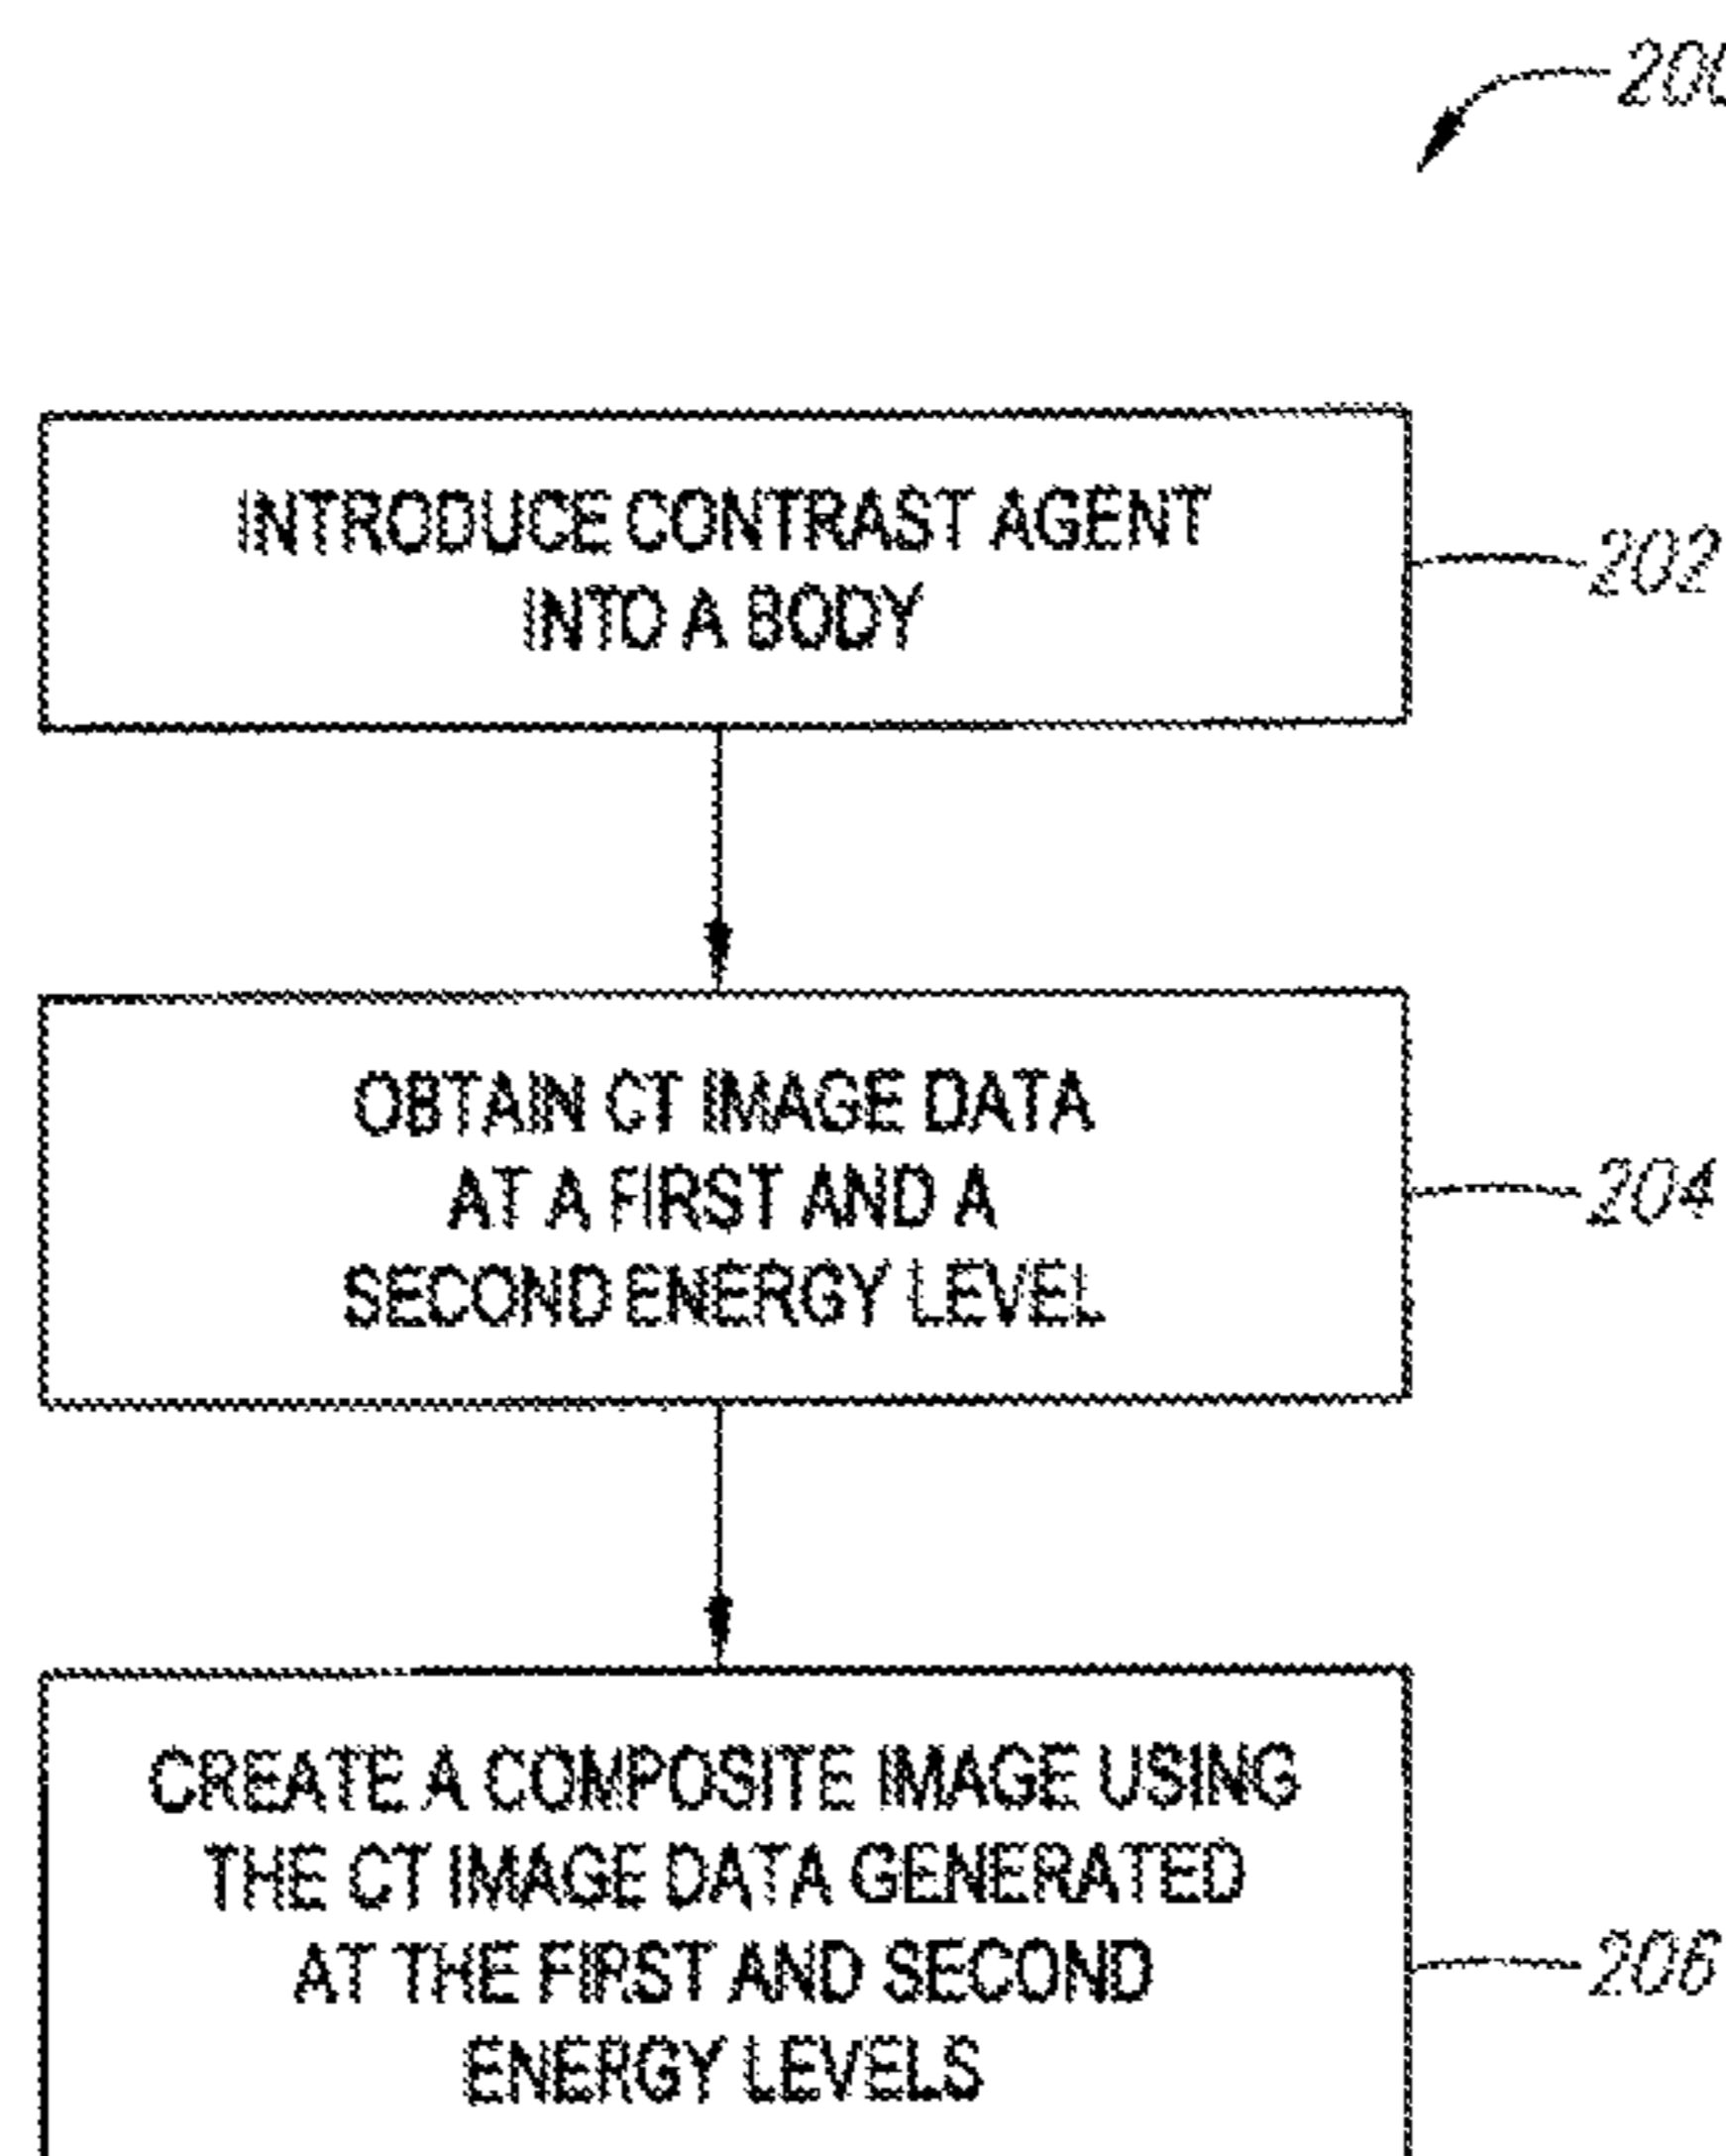 INTRODUCE CONTRAST AGENT
INTO A BODY
202
OBTAIN CT IMAGE DATA
AT A FIRST AND A
SECOND ENERGY LEVEL
204
CREATE A COMPOSITE IMAGE USING
THE CT IMAGE DATA GENERATED
AT THE FIRST AND SECOND
ENERGY LEVELS
206